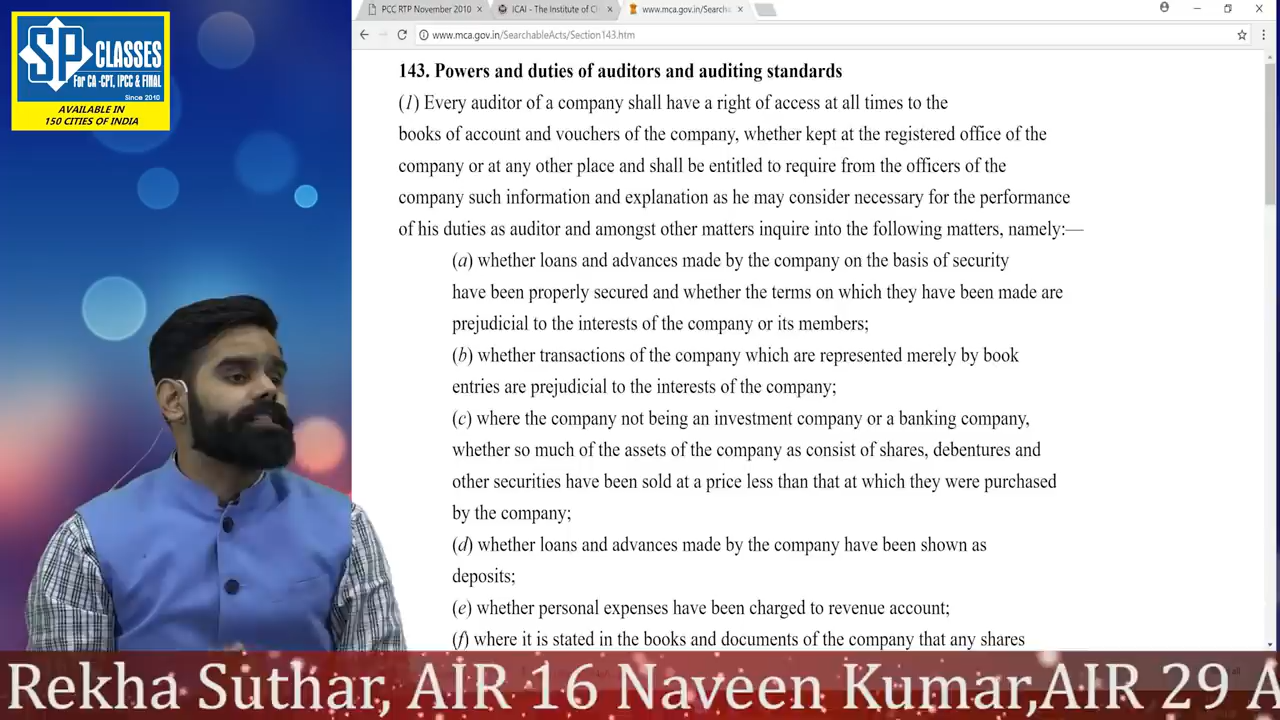 PCC RTP November 2010
ICAI - The Institute of C
www.mca.gov.in/Search
www.mca.gov.in/SearchableActs/Section143.htm
SP CLASSES
For CA -CPT, IPCC & FINAL
Since 2010
AVAILABLE IN
150 CITIES OF INDIA
143. Powers and duties of auditors and auditing standards
(1) Every auditor of a company shall have a right of access at all times to the
books of account and vouchers of the company, whether kept at the registered office of the
company or at any other place and shall be entitled to require from the officers of the
company such information and explanation as he may consider necessary for the performance
of his duties as auditor and amongst other matters inquire into the following matters, namely:—
(a) whether loans and advances made by the company on the basis of security
have been properly secured and whether the terms on which they have been made are
prejudicial to the interests of the company or its members;
(b) whether transactions of the company which are represented merely by book
entries are prejudicial to the interests of the company;
(c) where the company not being an investment company or a banking company,
whether so much of the assets of the company as consist of shares, debentures and
other securities have been sold at a price less than that at which they were purchased
by the company;
(d) whether loans and advances made by the company have been shown as
deposits;
(e) whether personal expenses have been charged to revenue account;
(f) where it is stated in the books and documents of the company that any shares
Rekha Suthar, AIR 16 Naveen Kumar,AIR 29 A